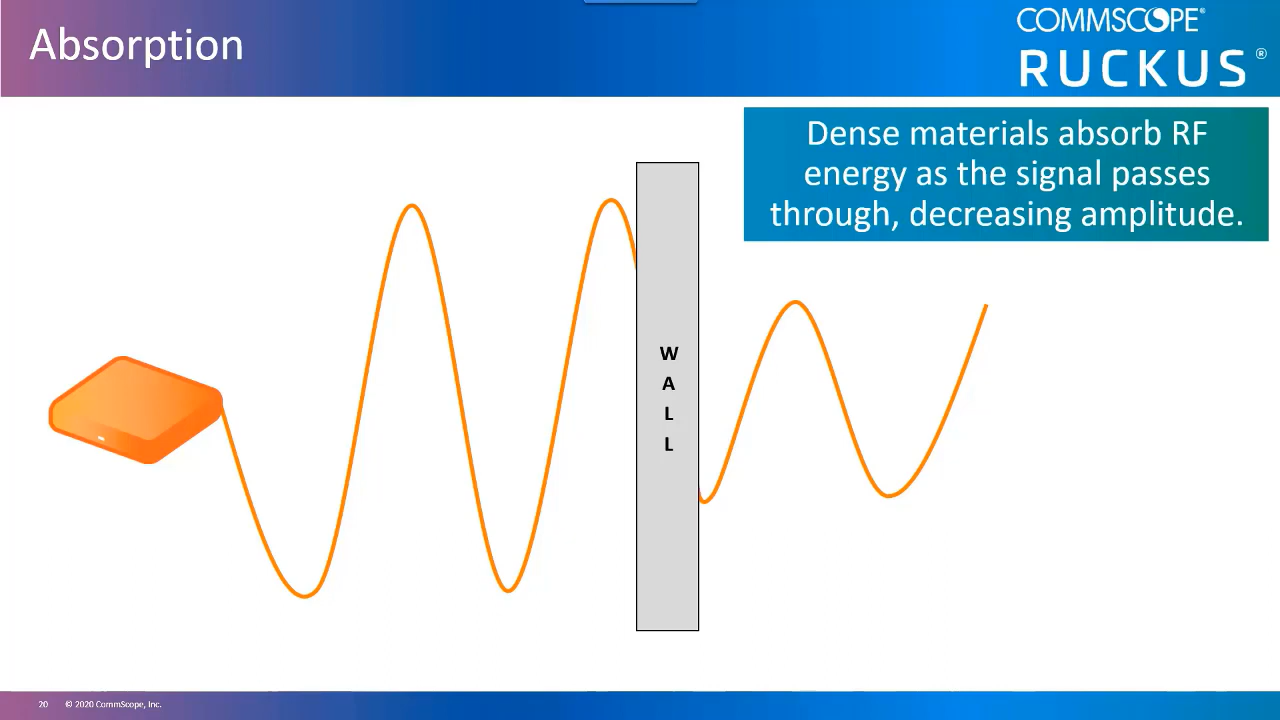 Absorption
COMMSCOPE®
RUCKUS®
Dense materials absorb RF
energy as the signal passes
through, decreasing amplitude.
W
A
L
L
20 © 2020 CommScope, Inc.